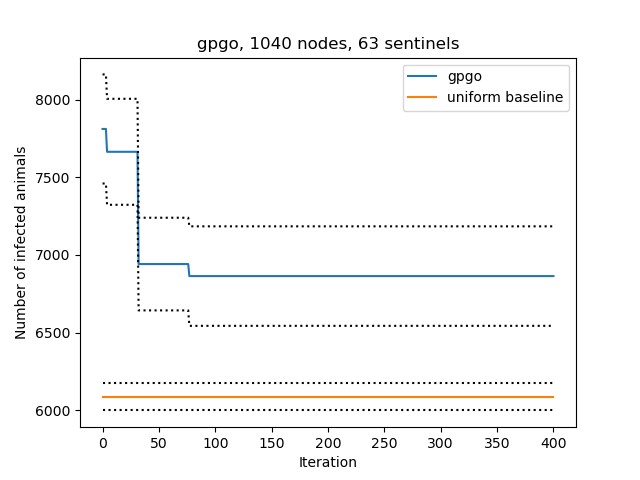 gpgo, 1040 nodes, 63 sentinels
gpgo
uniform baseline
Number of infected animals
8000
7500
7000
6500
6000
0 50 100 150 200 250 300 350 400
Iteration